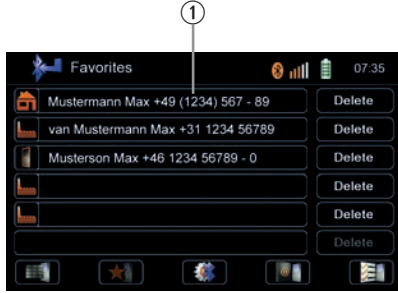 ①
Favorites 07:35
Mustermann Max +49 (1234) 567 - 89 Delete
van Mustermann Max +31 1234 56789 Delete
Musterson Max +46 1234 56789 - 0 Delete
Delete
Delete
Delete